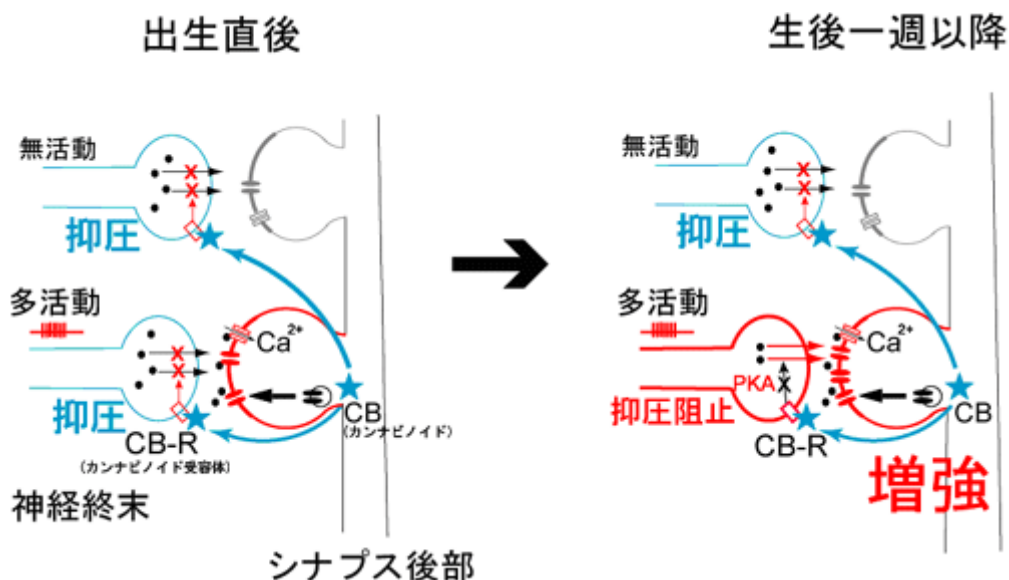 出生直後
無活動
抑圧
多活動
Ca2+
抑圧
CB
(カンナビノイド)
CB-R
(カンナビノイド受容体)
神経終末
シナプス後部
生後一週以降
無活動
抑圧
多活動
Ca2+
PKA
抑圧阻止
CB
CB-R
増強